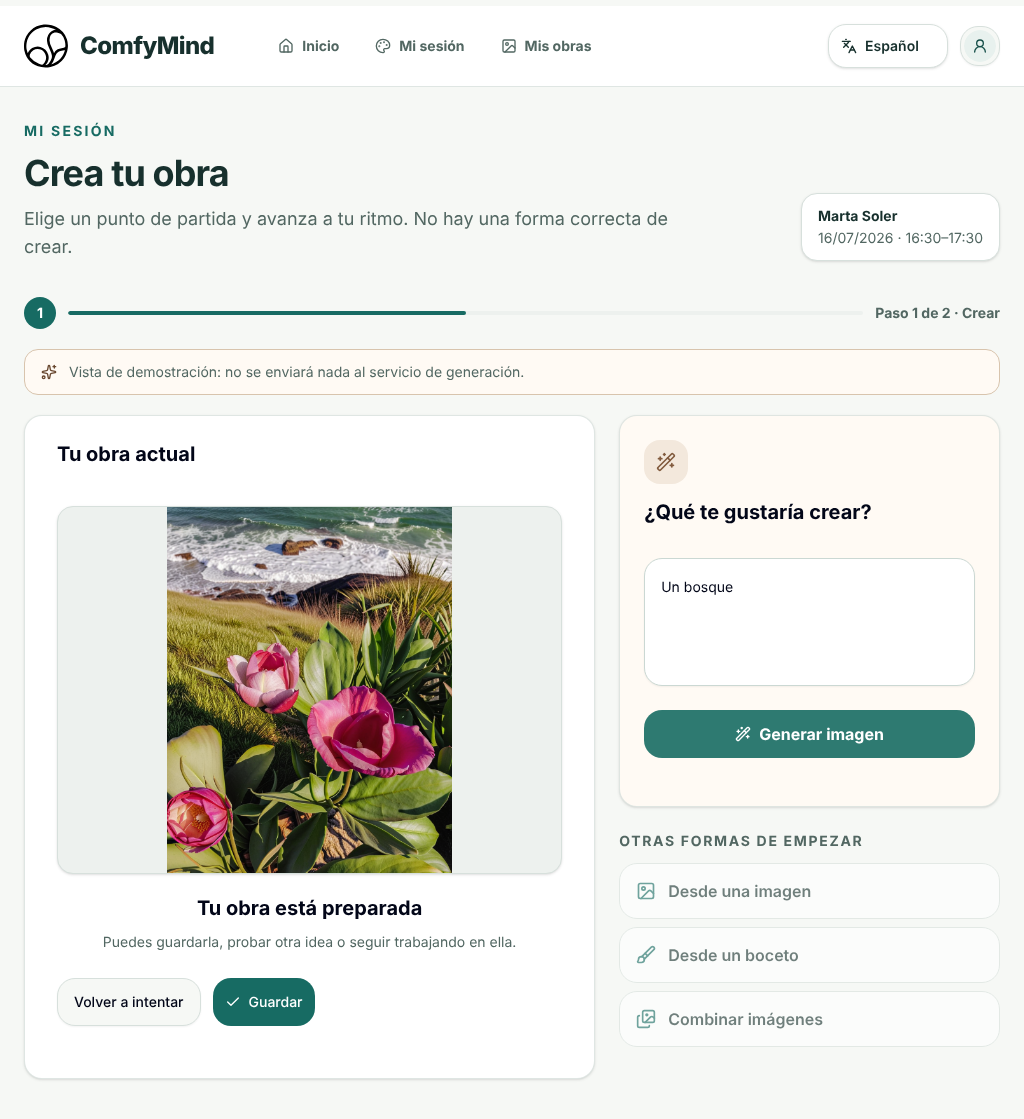 ComfyMind
Inicio
Mi sesión
Mis obras
Español
MI SESIÓN
Crea tu obra
Elige un punto de partida y avanza a tu ritmo. No hay una forma correcta de
crear.
Marta Soler
16/07/2026 · 16:30–17:30
1
Paso 1 de 2 · Crear
Vista de demostración: no se enviará nada al servicio de generación.
Tu obra actual
Tu obra está preparada
Puedes guardarla, probar otra idea o seguir trabajando en ella.
Volver a intentar
Guardar
¿Qué te gustaría crear?
Un bosque
Generar imagen
OTRAS FORMAS DE EMPEZAR
Desde una imagen
Desde un boceto
Combinar imágenes